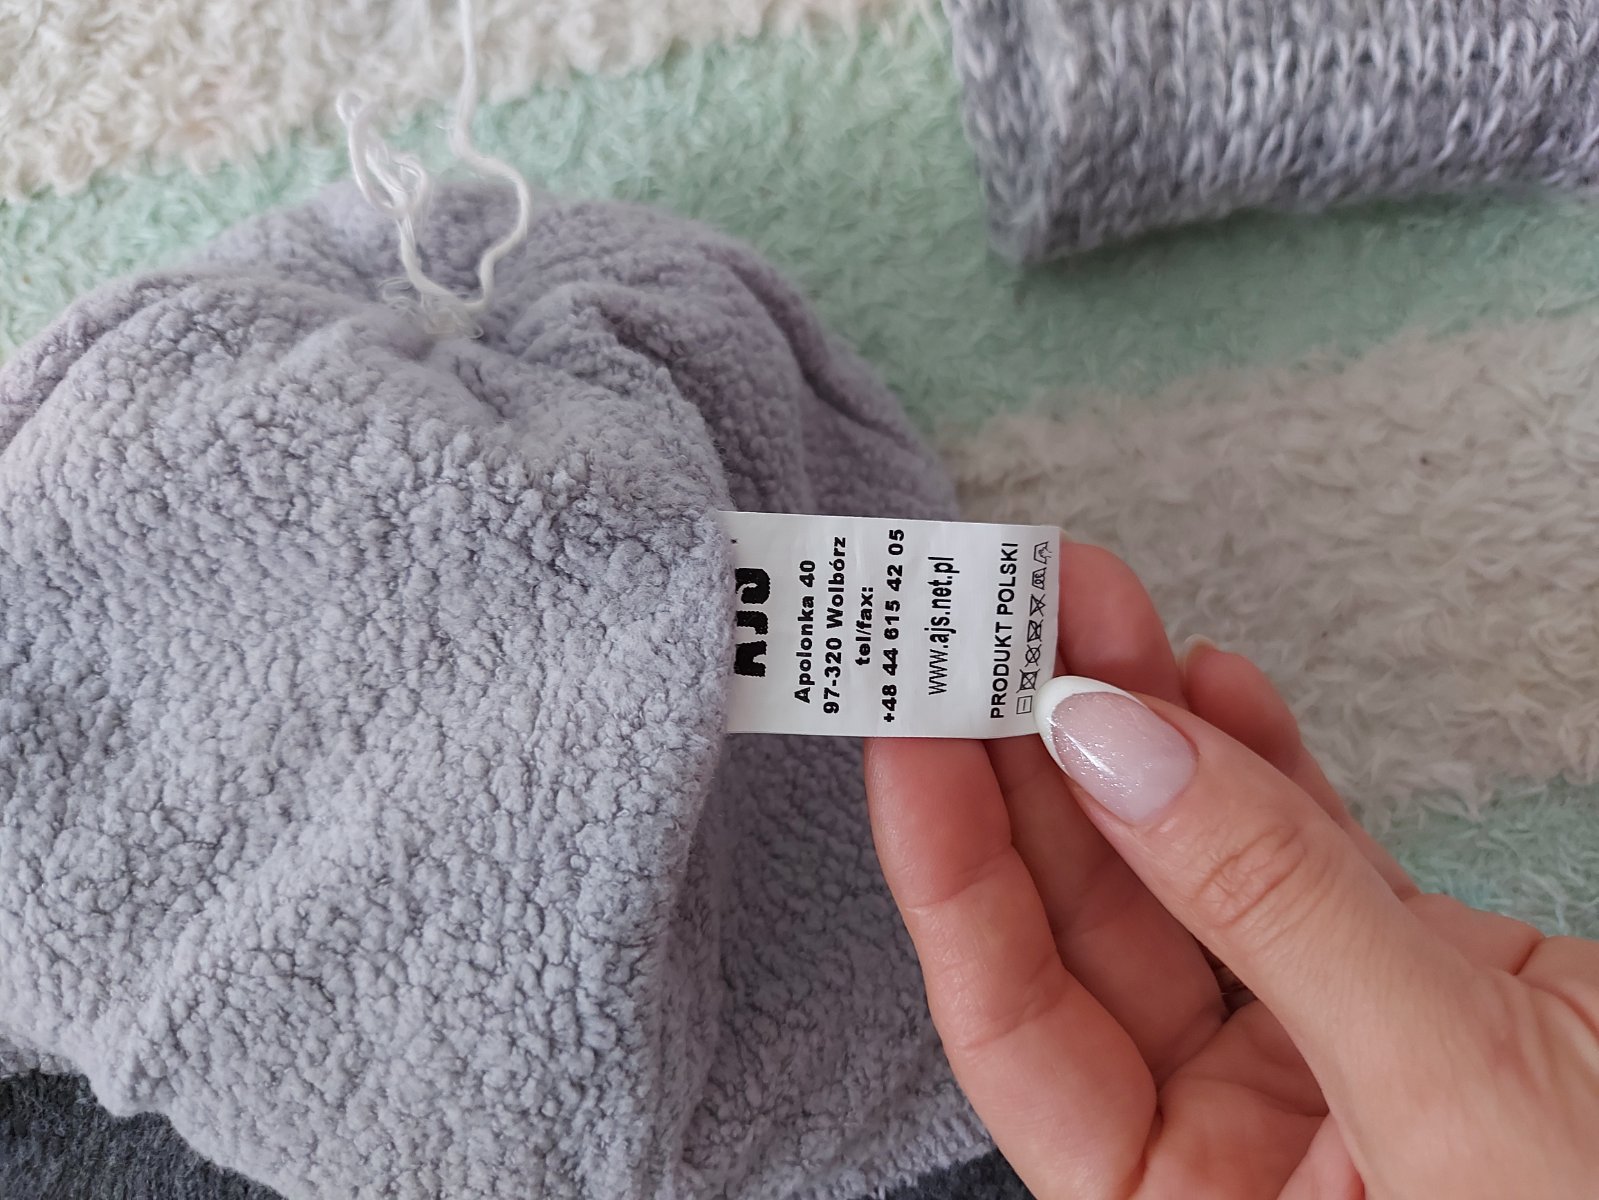 AJS
Apolonka 40
97-320 Wolbórz
tel/fax:
+48 44 615 42 05
www.ajs.net.pl
PRODUKT POLSKI